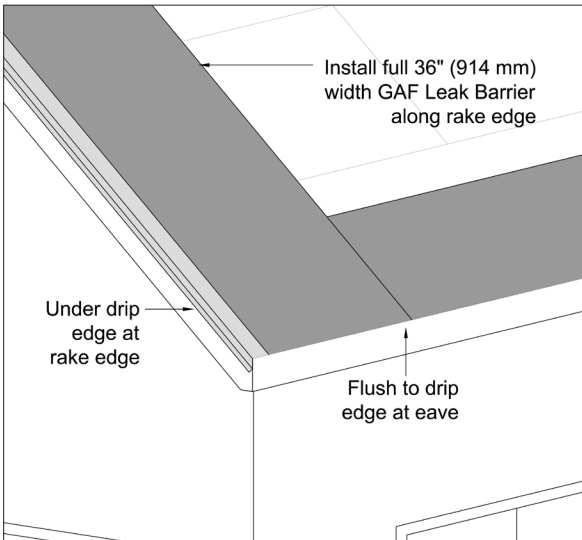 Install full 36" (914 mm)
width GAF Leak Barrier
along rake edge
Under drip
edge at
rake edge
Flush to drip
edge at eave